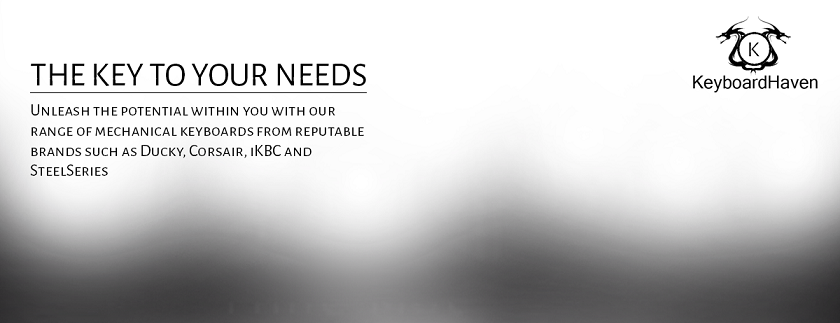 K
KeyboardHaven
THE KEY TO YOUR NEEDS
Unleash the potential within you with our
range of mechanical keyboards from reputable
brands such as Ducky, Corsair, iKBC and
SteelSeries